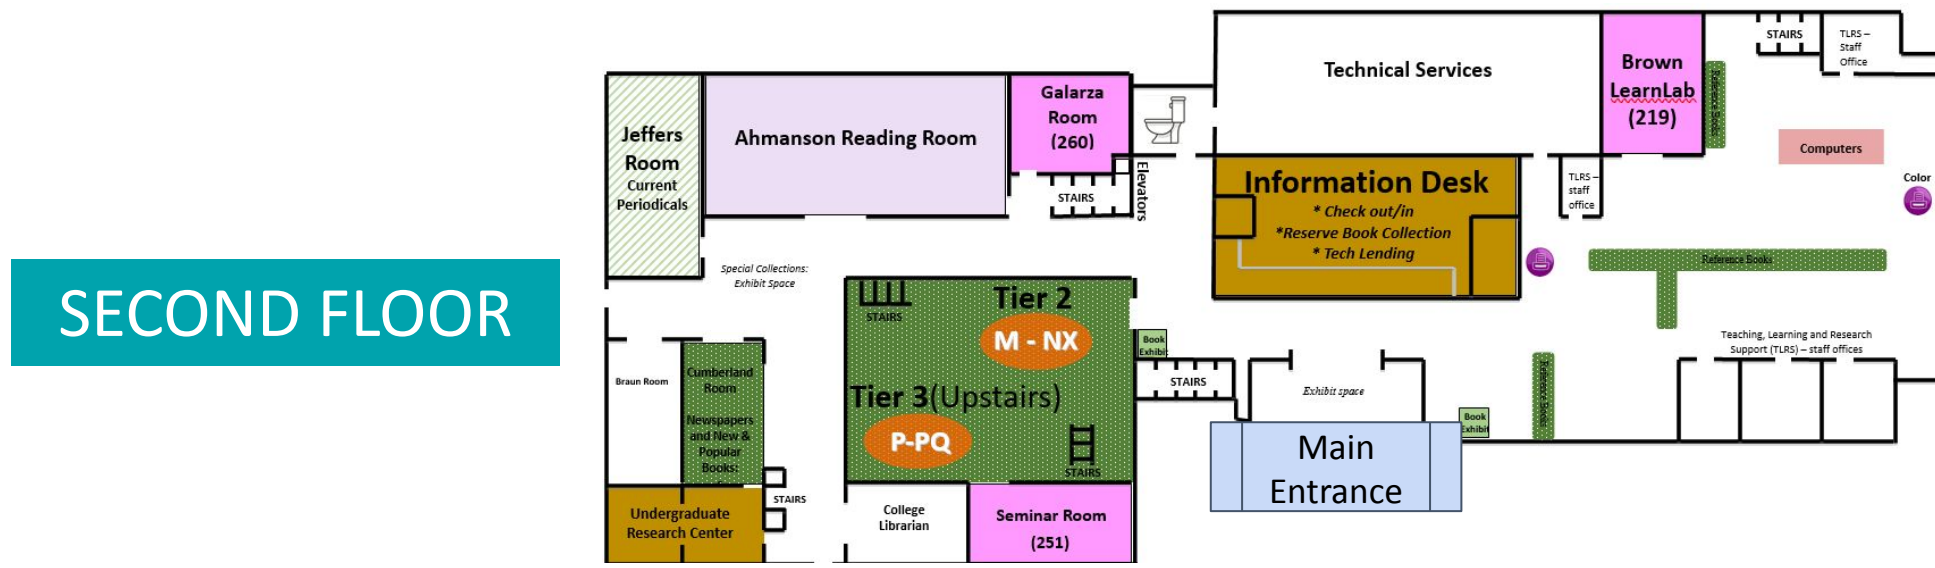 SECOND FLOOR
Jeffers
Room
Current
Periodicals
Ahmanson Reading Room
Galarza
Room
(260)
STAIRS
Elevators
Technical Services
Brown
LearnLab
(219)
Reference Books
STAIRS
TLRS –
Staff
Office
Computers
Color
Information Desk
* Check out/in
*Reserve Book Collection
* Tech Lending
TLRS –
staff
office
Reference Books
Special Collections:
Exhibit Space
STAIRS
Tier 2
M - NX
Tier 3(Upstairs)
P-PQ
STAIRS
Book
Exhibit
STAIRS
Exhibit space
Book
Exhibit
Reference Books
Teaching, Learning and Research
Support (TLRS) – staff offices
Braun Room
Cumberland
Room
Newspapers
and New &
Popular
Books:
STAIRS
Undergraduate
Research Center
College
Librarian
Seminar Room
(251)
Main
Entrance